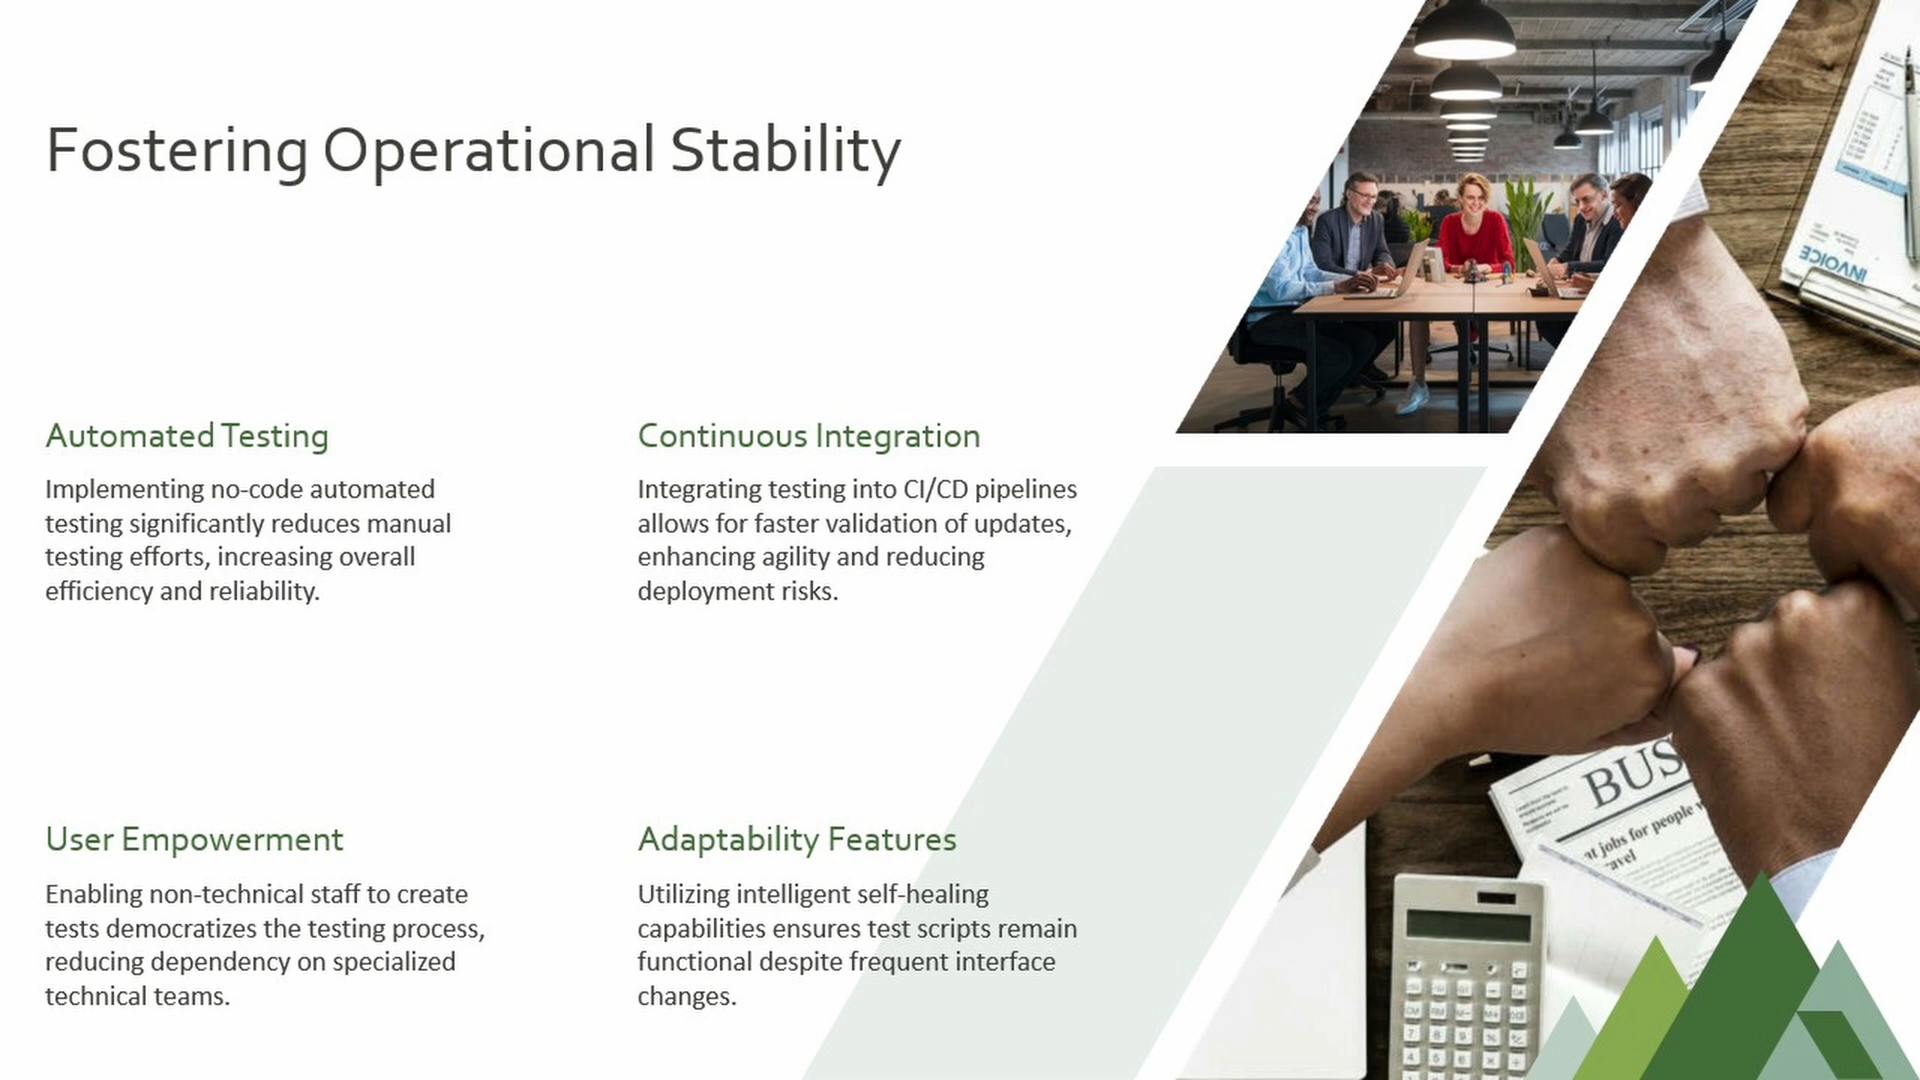 Fostering Operational Stability
Automated Testing
Implementing no-code automated
testing significantly reduces manual
testing efforts, increasing overall
efficiency and reliability.
Continuous Integration
Integrating testing into CI/CD pipelines
allows for faster validation of updates,
enhancing agility and reducing
deployment risks.
User Empowerment
Enabling non-technical staff to create
tests democratizes the testing process,
reducing dependency on specialized
technical teams.
Adaptability Features
Utilizing intelligent self-healing
capabilities ensures test scripts remain
functional despite frequent interface
changes.
INVOICE
BUS
jobs for people